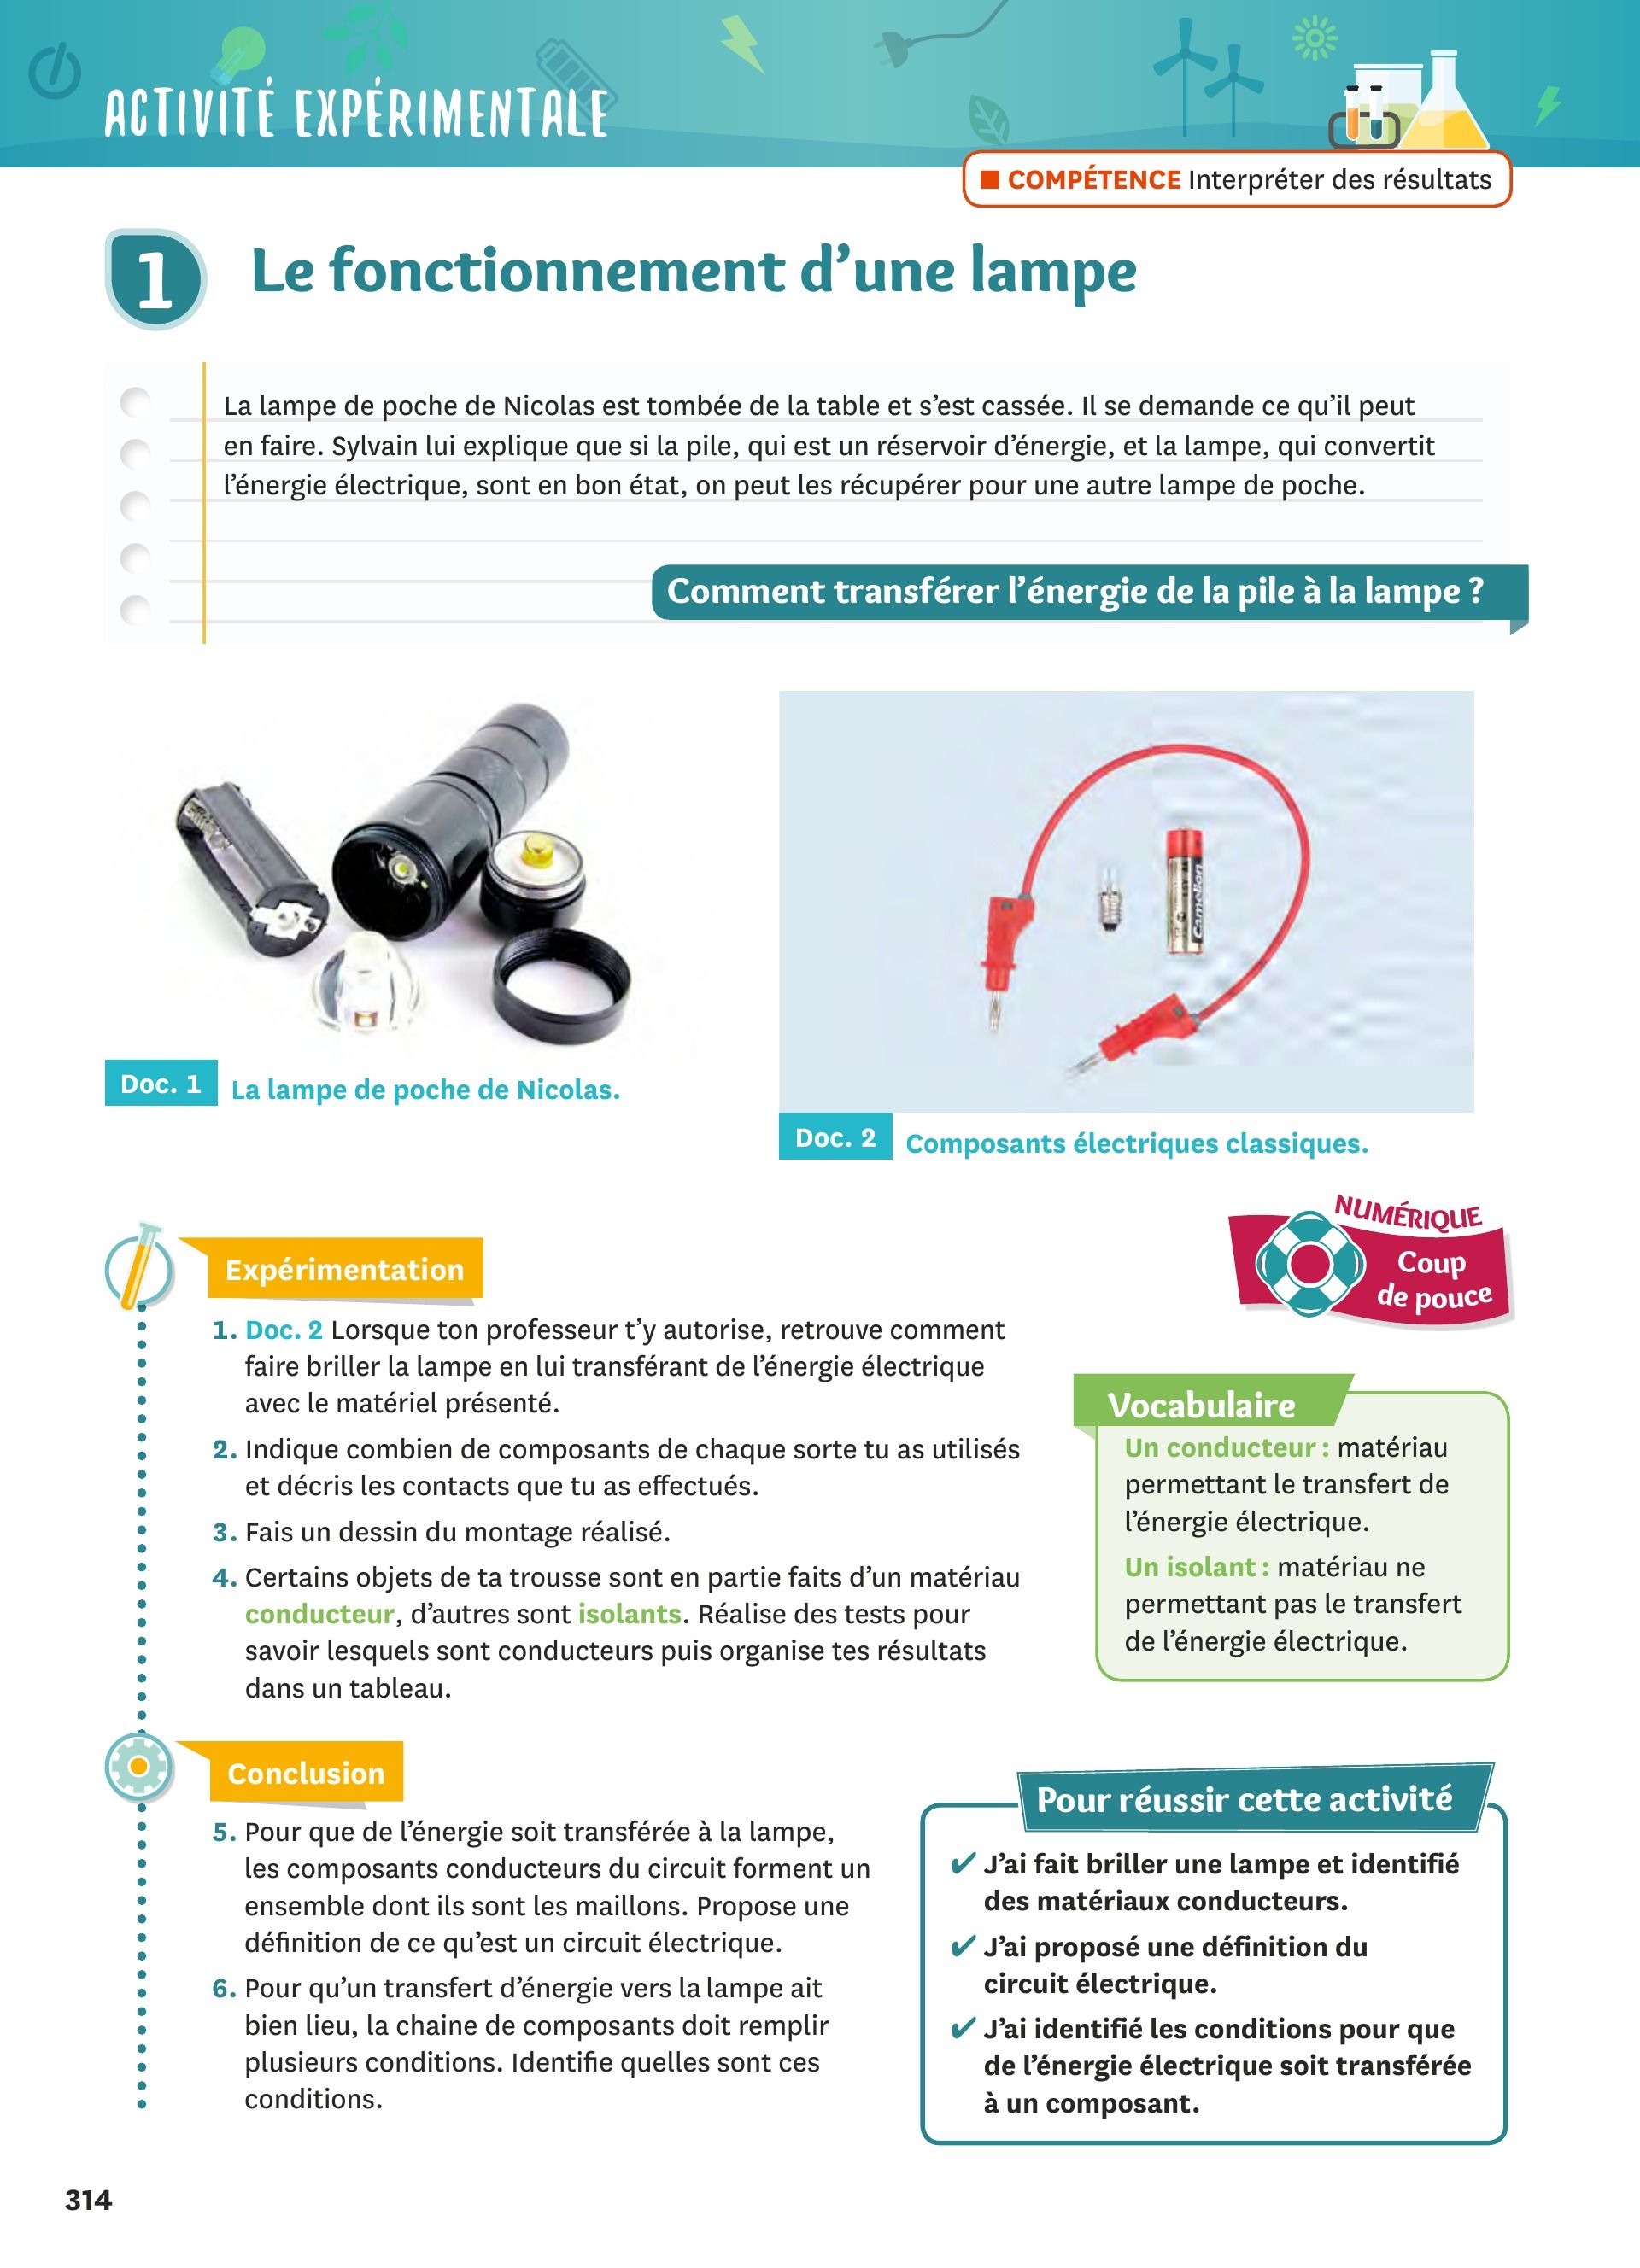 ACTIVITÉ EXPÉRIMENTALE
■ COMPÉTENCE Interpréter des résultats
1 Le fonctionnement d’une lampe
La lampe de poche de Nicolas est tombée de la table et s’est cassée. Il se demande ce qu’il peut
en faire. Sylvain lui explique que si la pile, qui est un réservoir d’énergie, et la lampe, qui convertit
l’énergie électrique, sont en bon état, on peut les récupérer pour une autre lampe de poche.
Comment transférer l’énergie de la pile à la lampe ?
Camelion
Doc. 1 La lampe de poche de Nicolas.
Doc. 2 Composants électriques classiques.
NUMÉRIQUE
Coup
de pouce
Expérimentation
1. Doc. 2 Lorsque ton professeur t’y autorise, retrouve comment
faire briller la lampe en lui transférant de l’énergie électrique
avec le matériel présenté.
2. Indique combien de composants de chaque sorte tu as utilisés
et décris les contacts que tu as effectués.
3. Fais un dessin du montage réalisé.
4. Certains objets de ta trousse sont en partie faits d’un matériau
conducteur, d’autres sont isolants. Réalise des tests pour
savoir lesquels sont conducteurs puis organise tes résultats
dans un tableau.
Vocabulaire
Un conducteur : matériau
permettant le transfert de
l’énergie électrique.
Un isolant : matériau ne
permettant pas le transfert
de l’énergie électrique.
Conclusion
5. Pour que de l’énergie soit transférée à la lampe,
les composants conducteurs du circuit forment un
ensemble dont ils sont les maillons. Propose une
définition de ce qu’est un circuit électrique.
6. Pour qu’un transfert d’énergie vers la lampe ait
bien lieu, la chaine de composants doit remplir
plusieurs conditions. Identifie quelles sont ces
conditions.
Pour réussir cette activité
✔ J’ai fait briller une lampe et identifié
des matériaux conducteurs.
✔ J’ai proposé une définition du
circuit électrique.
✔ J’ai identifié les conditions pour que
de l’énergie électrique soit transférée
à un composant.
314